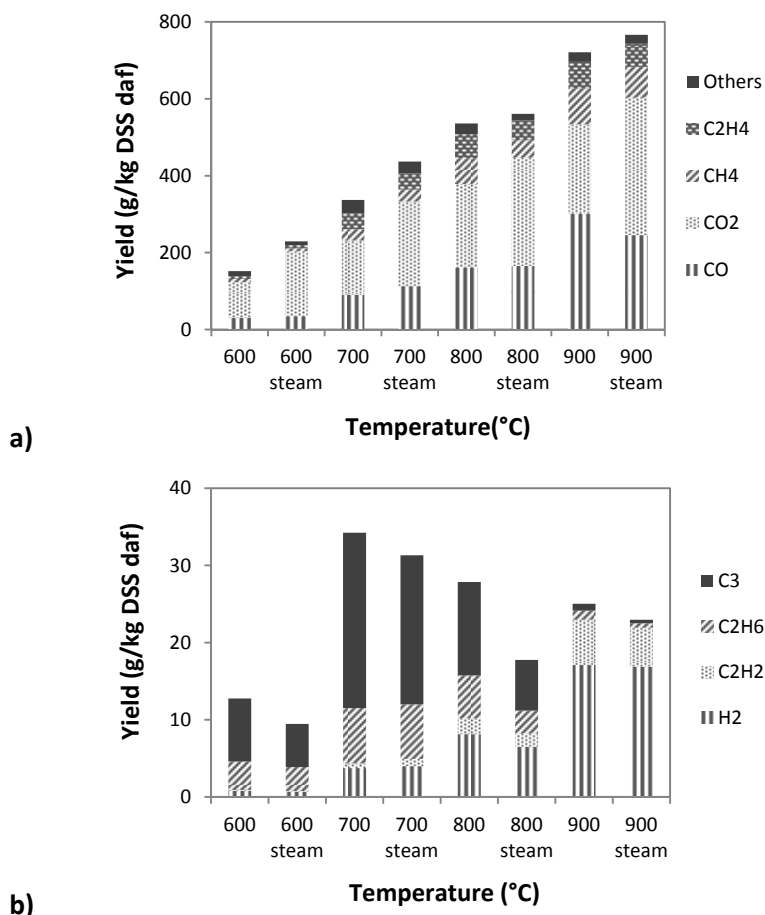 800
600
400
200
0
Yield (g/kg DSS daf)
600
600
steam
700
700
steam
800
800
steam
900
900
steam
Temperature(°C)
Others
C2H4
CH4
CO2
CO
a)
40
30
20
10
0
Yield (g/kg DSS daf)
600
600
steam
700
700
steam
800
800
steam
900
900
steam
Temperature (°C)
C3
C2H6
C2H2
H2
b)